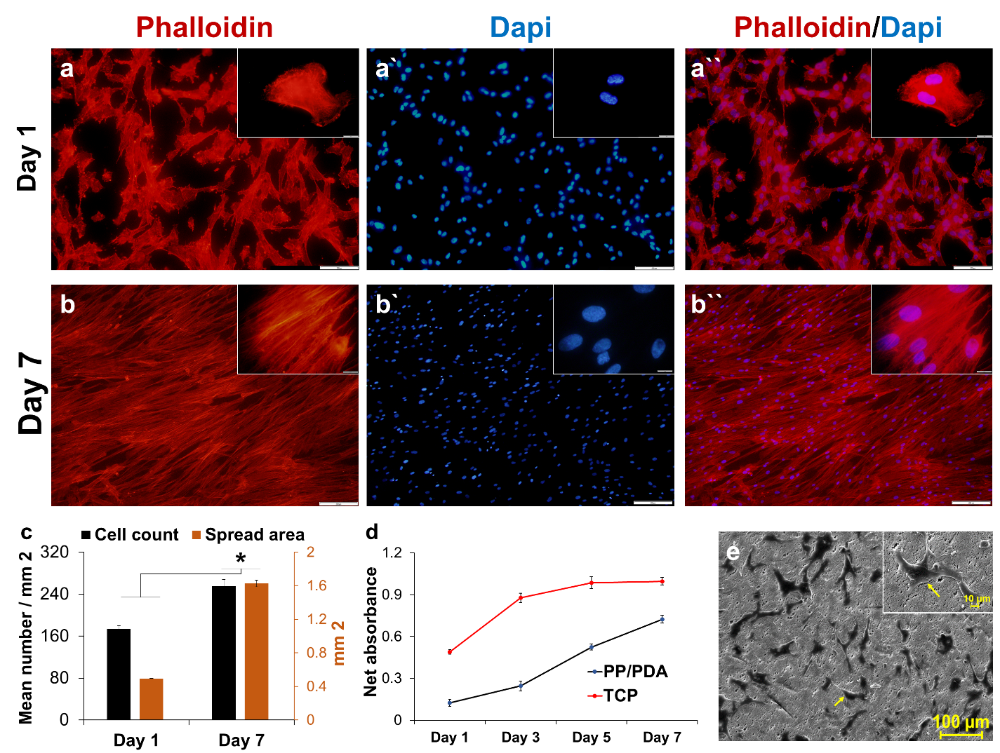 Phalloidin
Dapi
Phalloidin/Dapi
Day 1
a
a`
a``
Day 7
b
b`
b``
c
Cell count
Spread area
Mean number / mm 2
320
240
160
80
0
*
2
1.6
1.2
0.8
0.4
0
mm 2
Day 1
Day 7
d
Net absorbance
1.2
0.9
0.6
0.3
0
PP/PDA
TCP
Day 1
Day 3
Day 5
Day 7
e
10 µm
100 µm